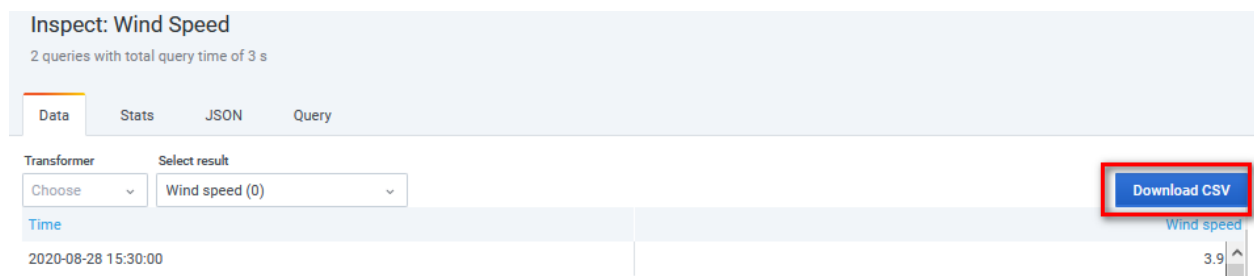 Inspect: Wind Speed
2 queries with total query time of 3 s
Data Stats JSON Query
Transformer Select result
Choose Wind speed (0) Download CSV
Time Wind speed
2020-08-28 15:30:00 3.9